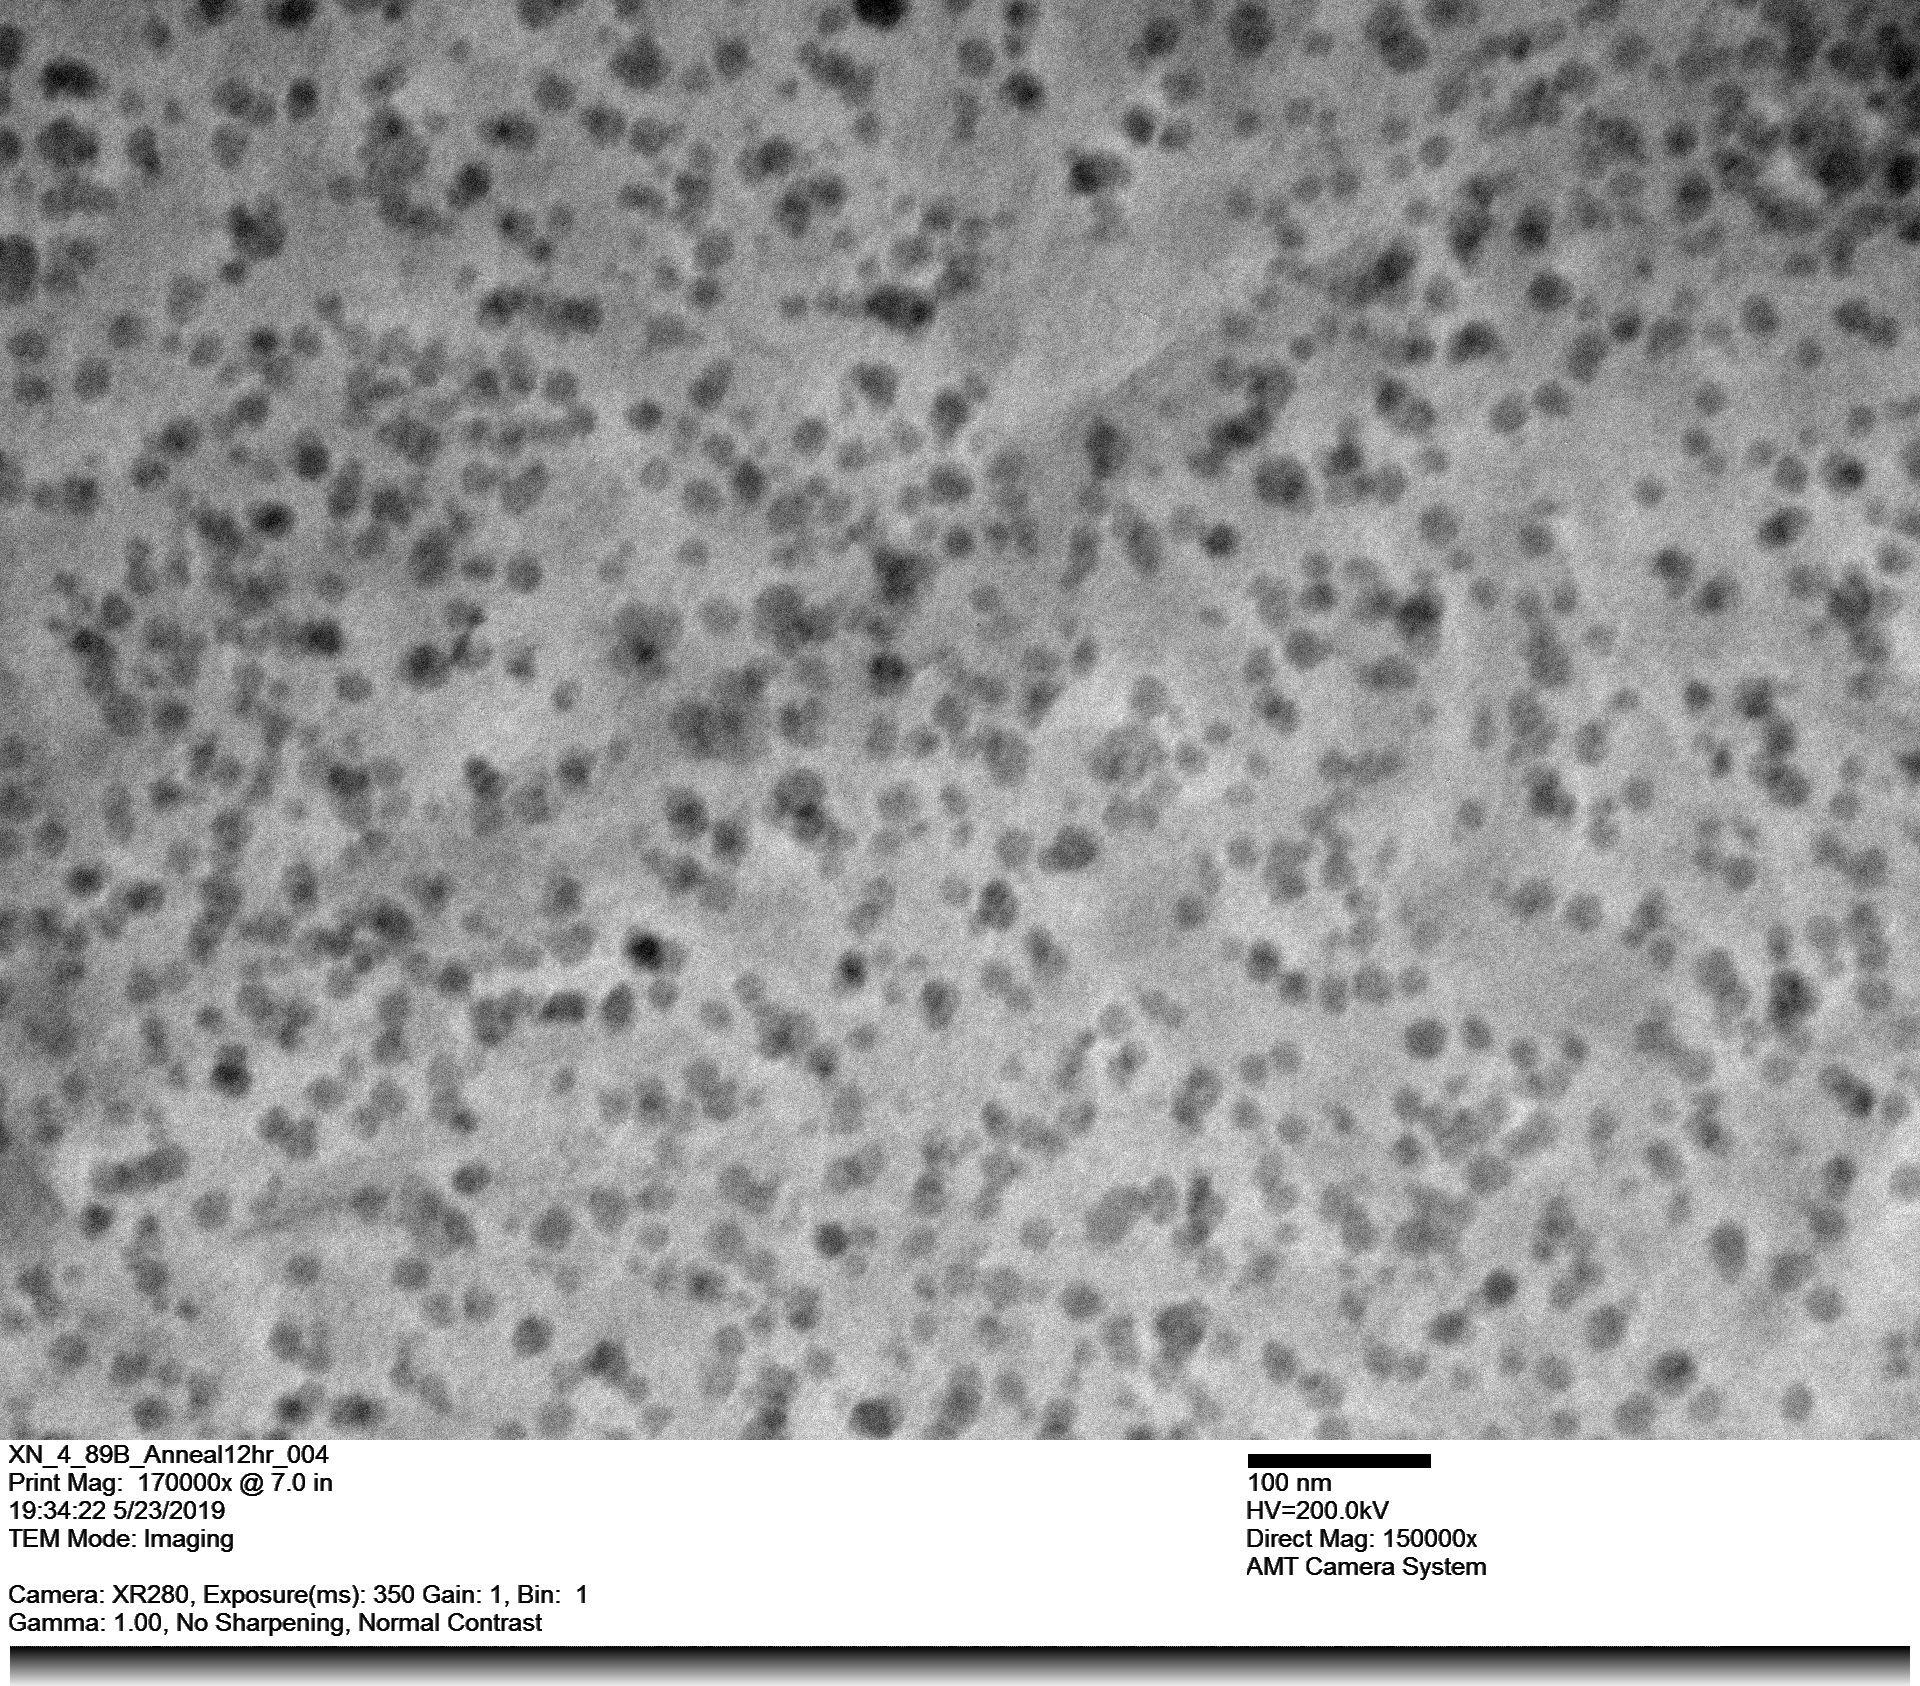 XN_4_89B_Anneal12hr_004
Print Mag: 170000x @ 7.0 in
19:34:22 5/23/2019
TEM Mode: Imaging
Camera: XR280, Exposure(ms): 350 Gain: 1, Bin: 1
Gamma: 1.00, No Sharpening, Normal Contrast
100 nm
HV=200.0kV
Direct Mag: 150000x
AMT Camera System